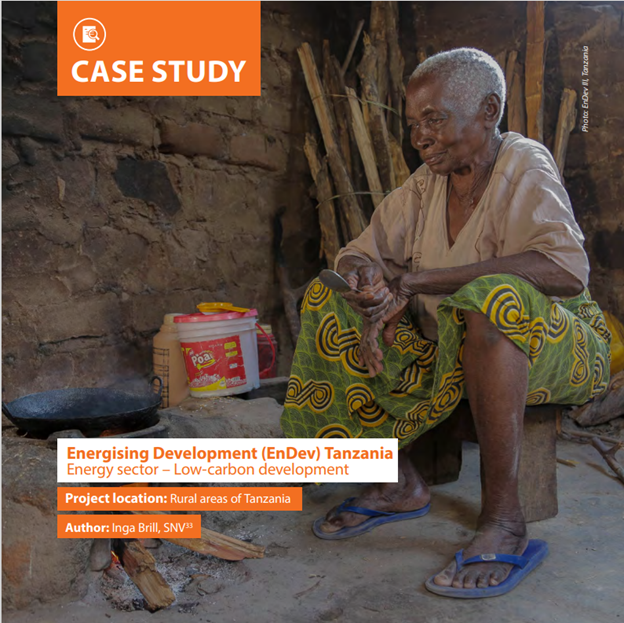 CASE STUDY
Photo: EnDev III, Tanzania
Poa
Energising Development (EnDev) Tanzania
Energy sector – Low-carbon development
Project location: Rural areas of Tanzania
Author: Inga Brill, SNV³³